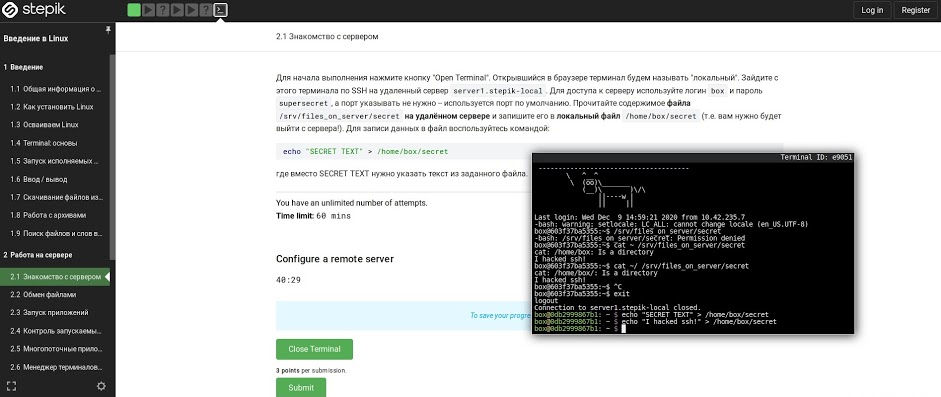 stepik
Log in
Register
Введение в Linux
2.1 Знакомство с сервером
1 Введение
1.1 Общая информация о ...
1.2 Как установить Linux
1.3 Осваиваем Linux
1.4 Terminal: основы
1.5 Запуск исполняемых ...
1.6 Ввод / вывод
1.7 Скачивание файлов из...
1.8 Работа с архивами
1.9 Поиск файлов и слов в...
2 Работа на сервере
2.1 Знакомство с сервером
2.2 Обмен файлами
2.3 Запуск приложений
2.4 Контроль запускаемы...
2.5 Многопоточные прило...
2.6 Менеджер терминалов...
Для начала выполнения нажмите кнопку "Open Terminal". Открывшийся в браузере терминал будем называть "локальный". Зайдите с
этого терминала по SSH на удаленный сервер server1.stepik-local. Для доступа к серверу используйте логин box и пароль
supersecret, а порт указывать не нужно – используется порт по умолчанию. Прочитайте содержимое файла
/srv/files_on_server/secret на удалённом сервере и запишите его в локальный файл /home/box/secret (т.е. вам нужно будет
выйти с сервера!). Для записи данных в файл воспользуйтесь командой:
echo "SECRET TEXT" > /home/box/secret
где вместо SECRET TEXT нужно указать текст из заданного файла.
You have an unlimited number of attempts.
Time limit: 60 mins
Configure a remote server
40:29
To save your progre
Close Terminal
3 points per submission.
Submit
Terminal ID: e9051
------------------------------------
\   ^__^
\  (oo)\_______
(__)\       )\/\
||----w |
||     ||
Last login: Wed Dec  9 14:59:21 2020 from 10.42.235.7
-bash: warning: setlocale: LC_ALL: cannot change locale (en_US.UTF-8)
box@603f37ba5355:~$ /srv/files_on_server/secret
-bash: /srv/files_on_server/secret: Permission denied
box@603f37ba5355:~$ cat ~ /srv/files_on_server/secret
cat: /home/box: Is a directory
I hacked ssh!
box@603f37ba5355:~$ cat ~/ /srv/files_on_server/secret
cat: /home/box/: Is a directory
I hacked ssh!
box@603f37ba5355:~$ ^C
box@603f37ba5355:~$ exit
logout
Connection to server1.stepik-local closed.
box@0db2999867b1: ~ $ echo "SECRET TEXT" > /home/box/secret
box@0db2999867b1: ~ $ echo "I hacked ssh!" > /home/box/secret
box@0db2999867b1: ~ $